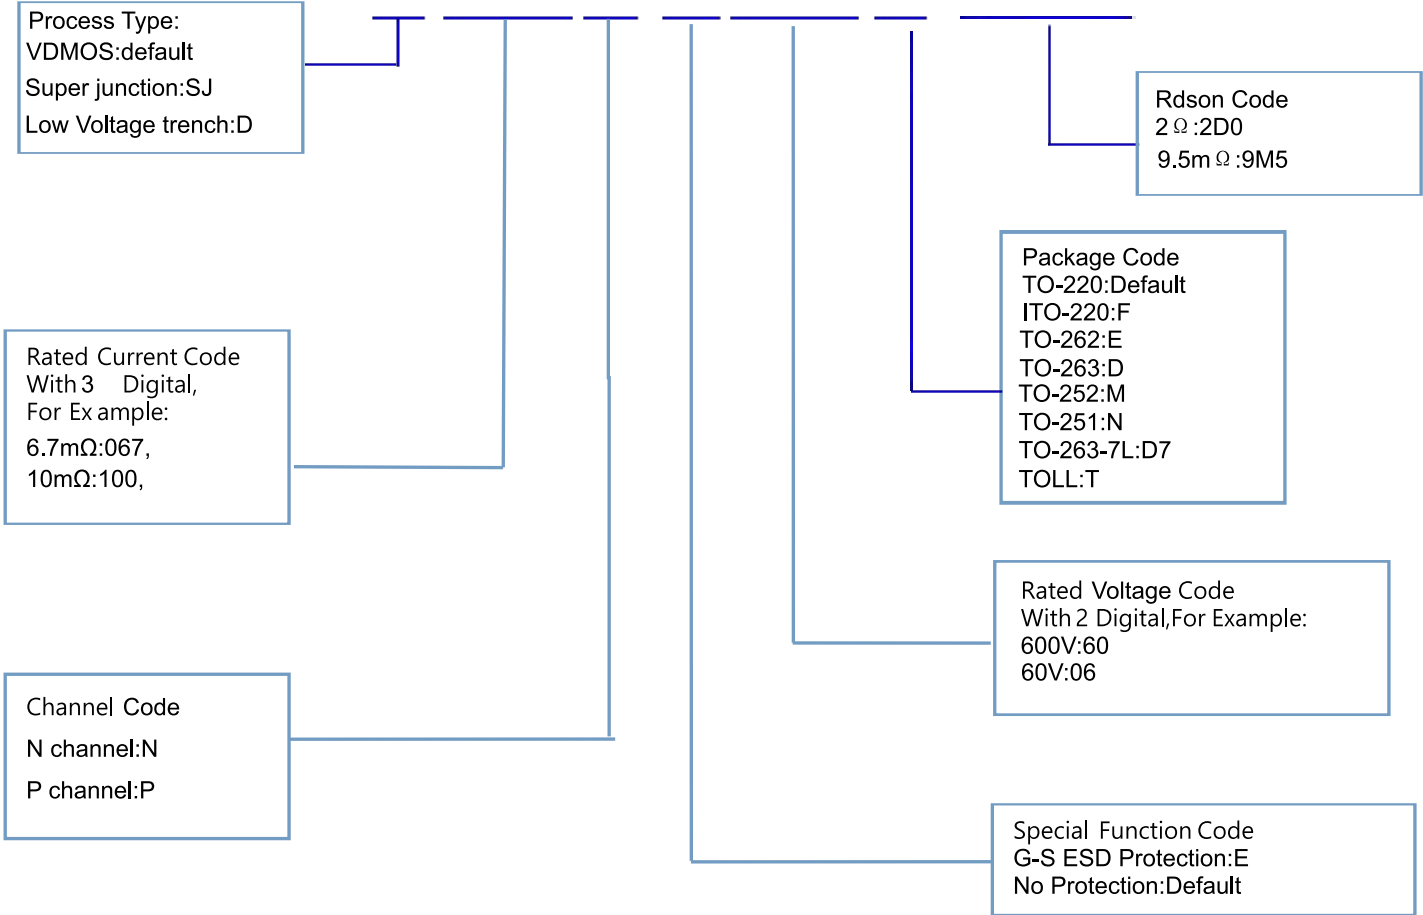 Process Type:
VDMOS:default
Super junction:SJ
Low Voltage trench:D
Rdson Code
2Ω:2D0
9.5mΩ:9M5
Package Code
TO-220:Default
ITO-220:F
TO-262:E
TO-263:D
TO-252:M
TO-251:N
TO-263-7L:D7
TOLL:T
Rated Current Code
With 3 Digital,
For Ex ample:
6.7mΩ:067,
10mΩ:100,
Rated Voltage Code
With 2 Digital,For Example:
600V:60
60V:06
Channel Code
N channel:N
P channel:P
Special Function Code
G-S ESD Protection:E
No Protection:Default